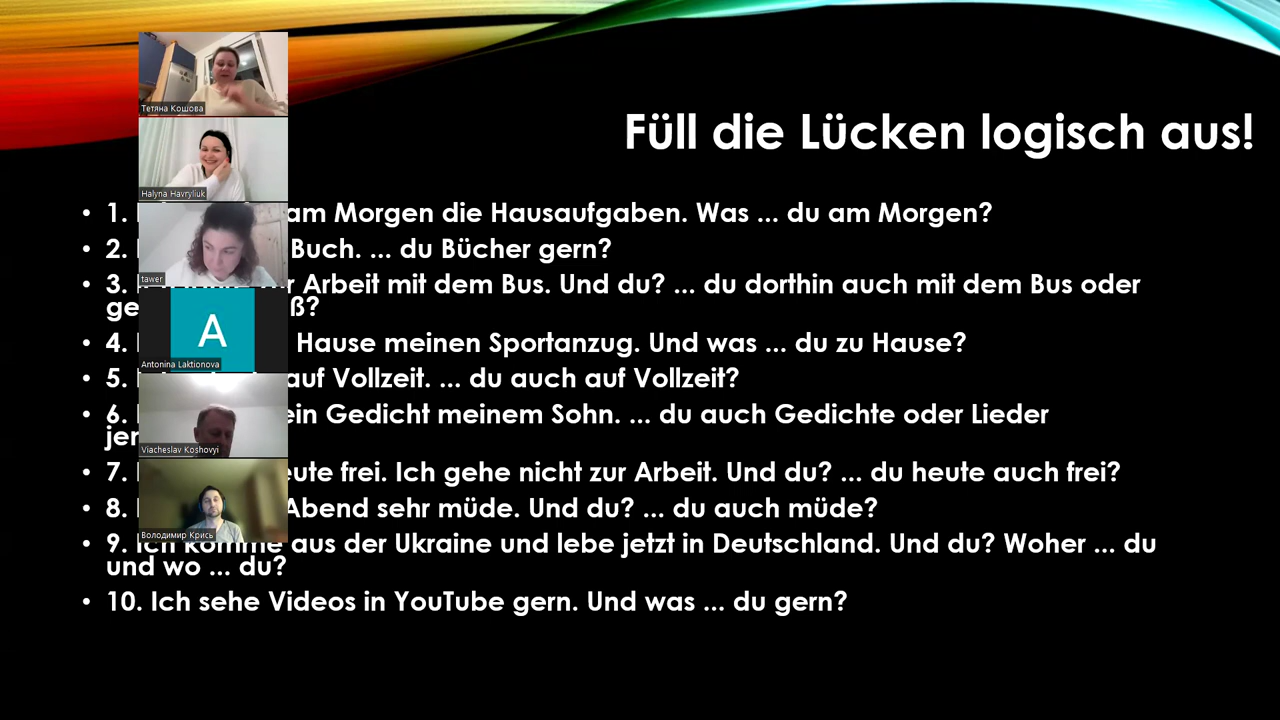 Тетяна Кошова
Halyna Havryliuk
tawer
A
Antonina Laktionova
Viacheslav Koshovyi
Володимир Крись
Füll die Lücken logisch aus!
• 1. am Morgen die Hausaufgaben. Was ... du am Morgen?
• 2. Buch. ... du Bücher gern?
• 3. Arbeit mit dem Bus. Und du? ... du dorthin auch mit dem Bus oder
• 4. Hause meinen Sportanzug. Und was ... du zu Hause?
• 5. auf Vollzeit. ... du auch auf Vollzeit?
• 6. ein Gedicht meinem Sohn. ... du auch Gedichte oder Lieder
• 7. frei. Ich gehe nicht zur Arbeit. Und du? ... du heute auch frei?
• 8. Abend sehr müde. Und du? ... du auch müde?
• 9. Ich komme aus der Ukraine und lebe jetzt in Deutschland. Und du? Woher ... du
und wo ... du?
• 10. Ich sehe Videos in YouTube gern. Und was ... du gern?